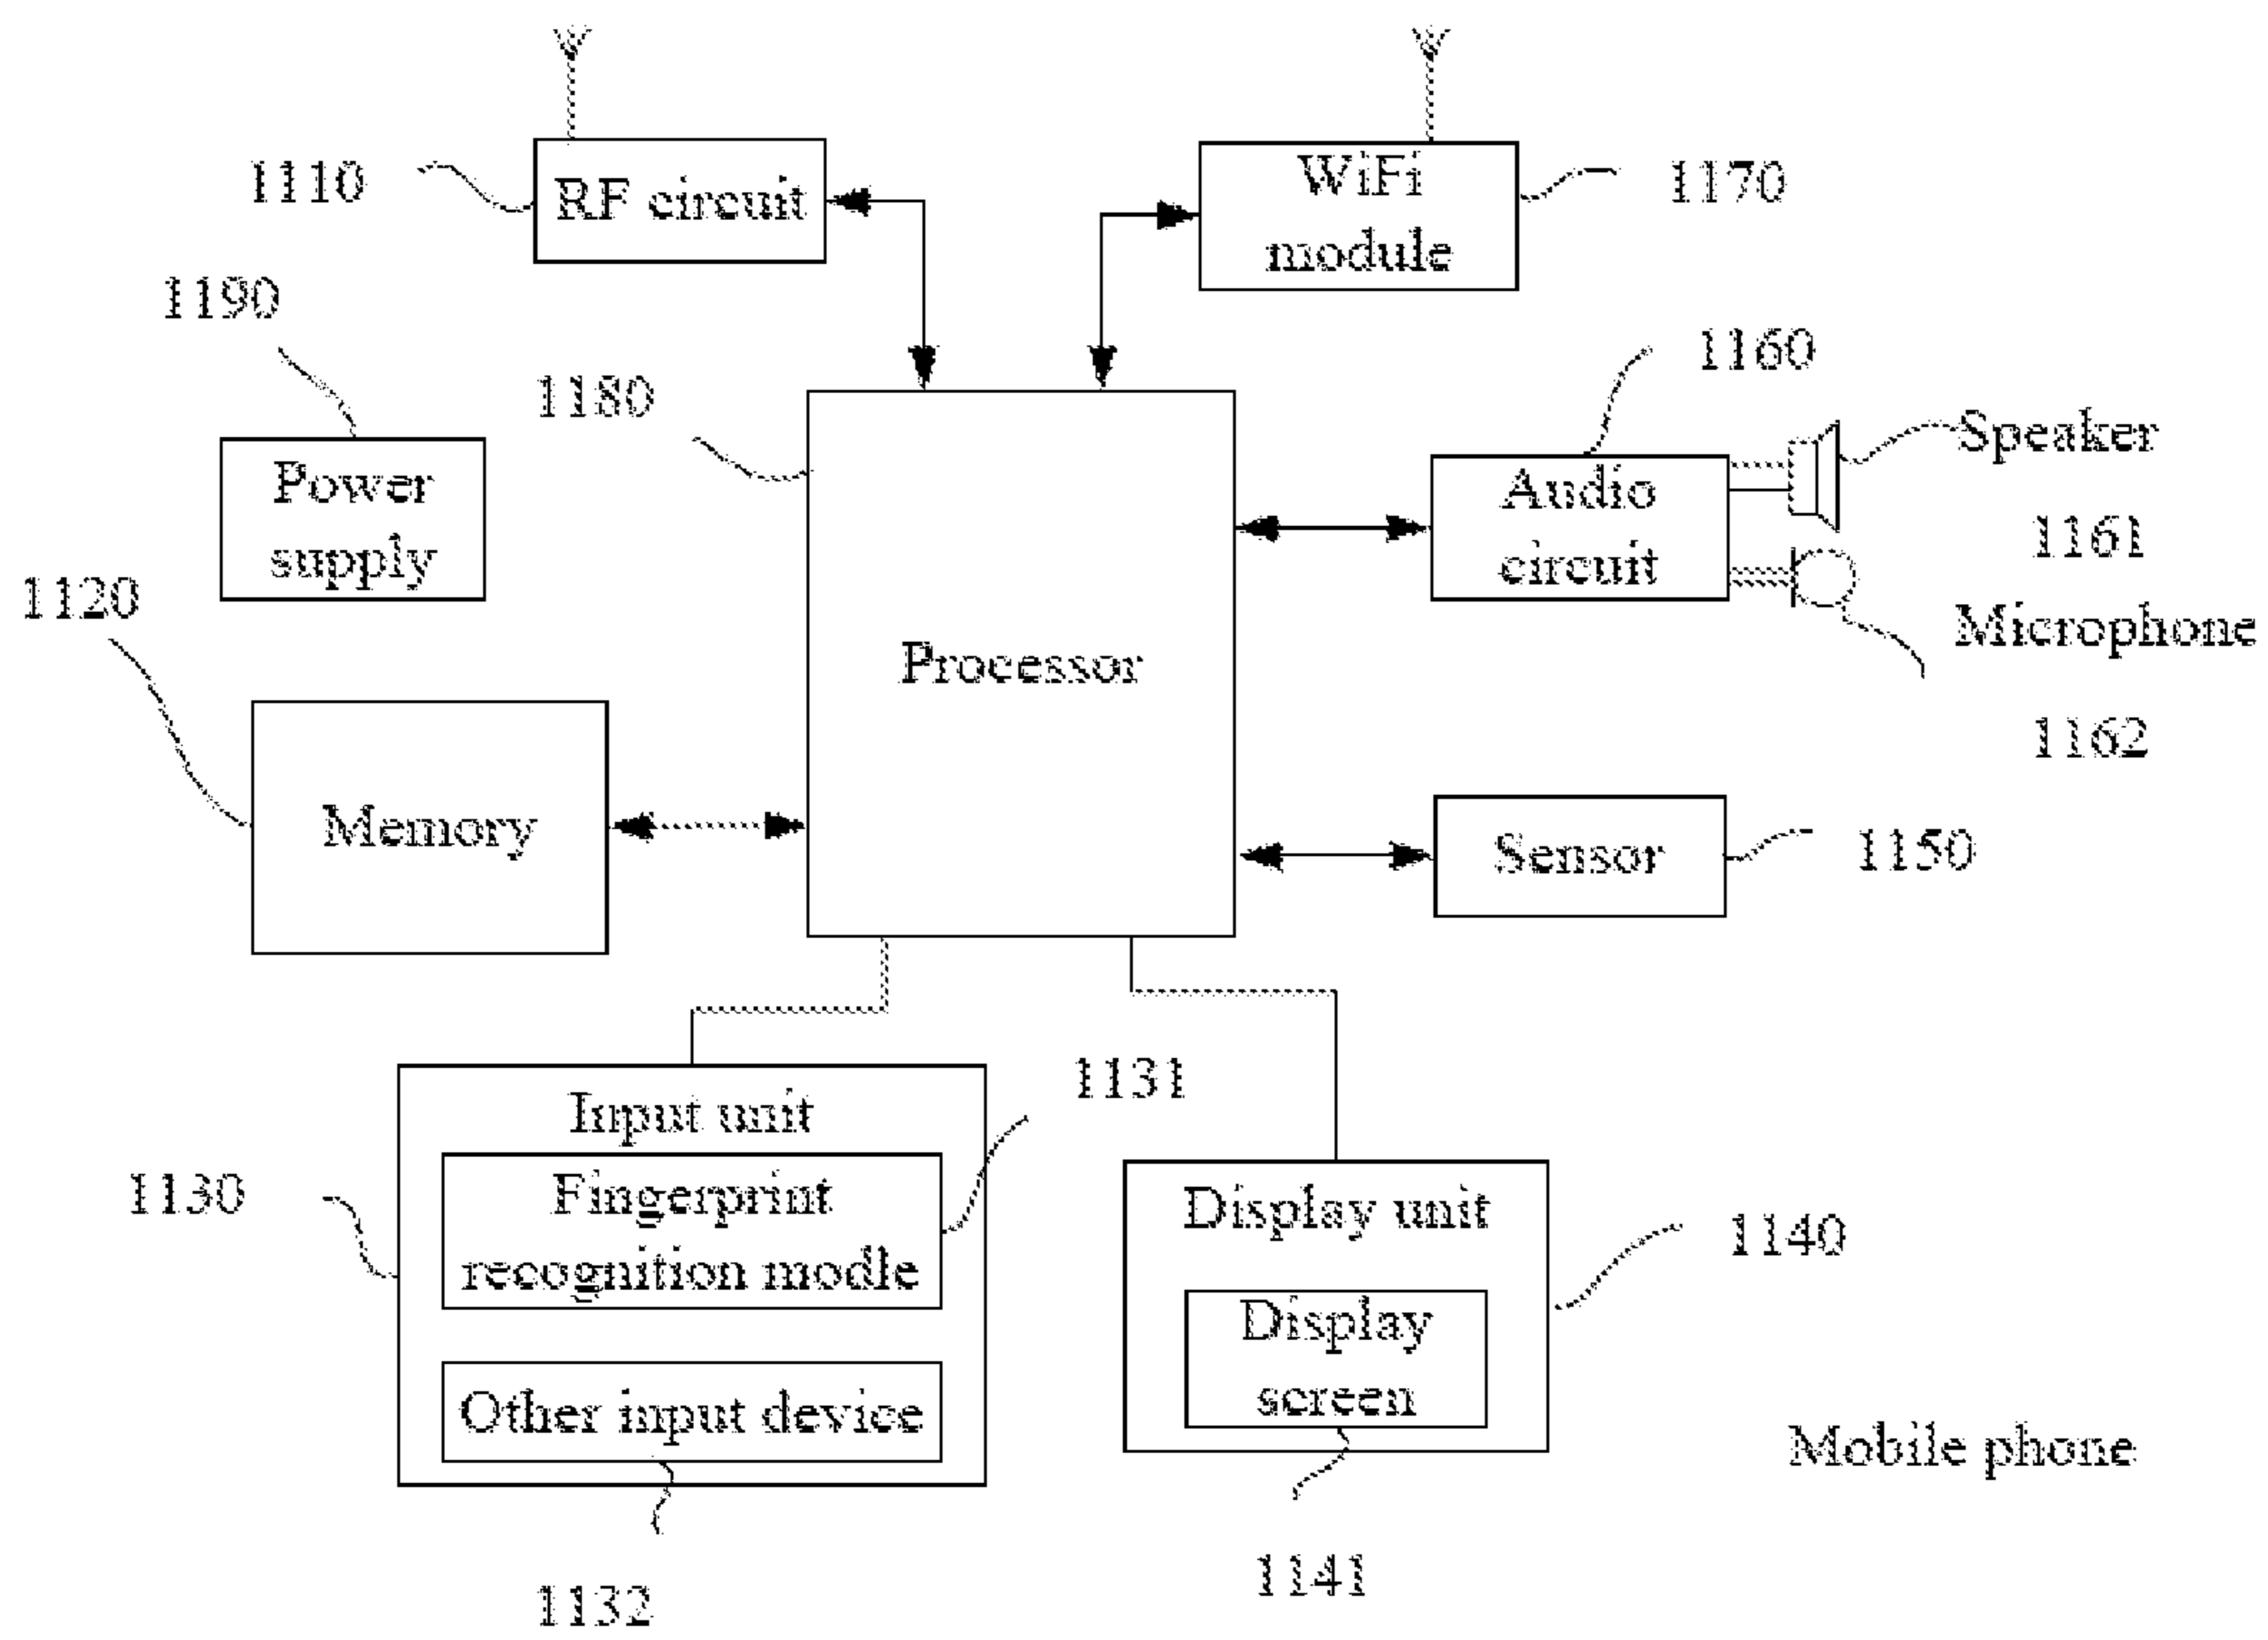 1110
RF circuit
WiFi
module
1170
1190
1180
1160
Speaker
1161
Power
supply
Audio
circuit
1120
Microphone
1162
Processor
Memory
Sensor
1150
Input unit
1131
1130
Fingerprint
recognition modle
Display unit
1140
Display
screen
Other input device
Mobile phone
1132
1141